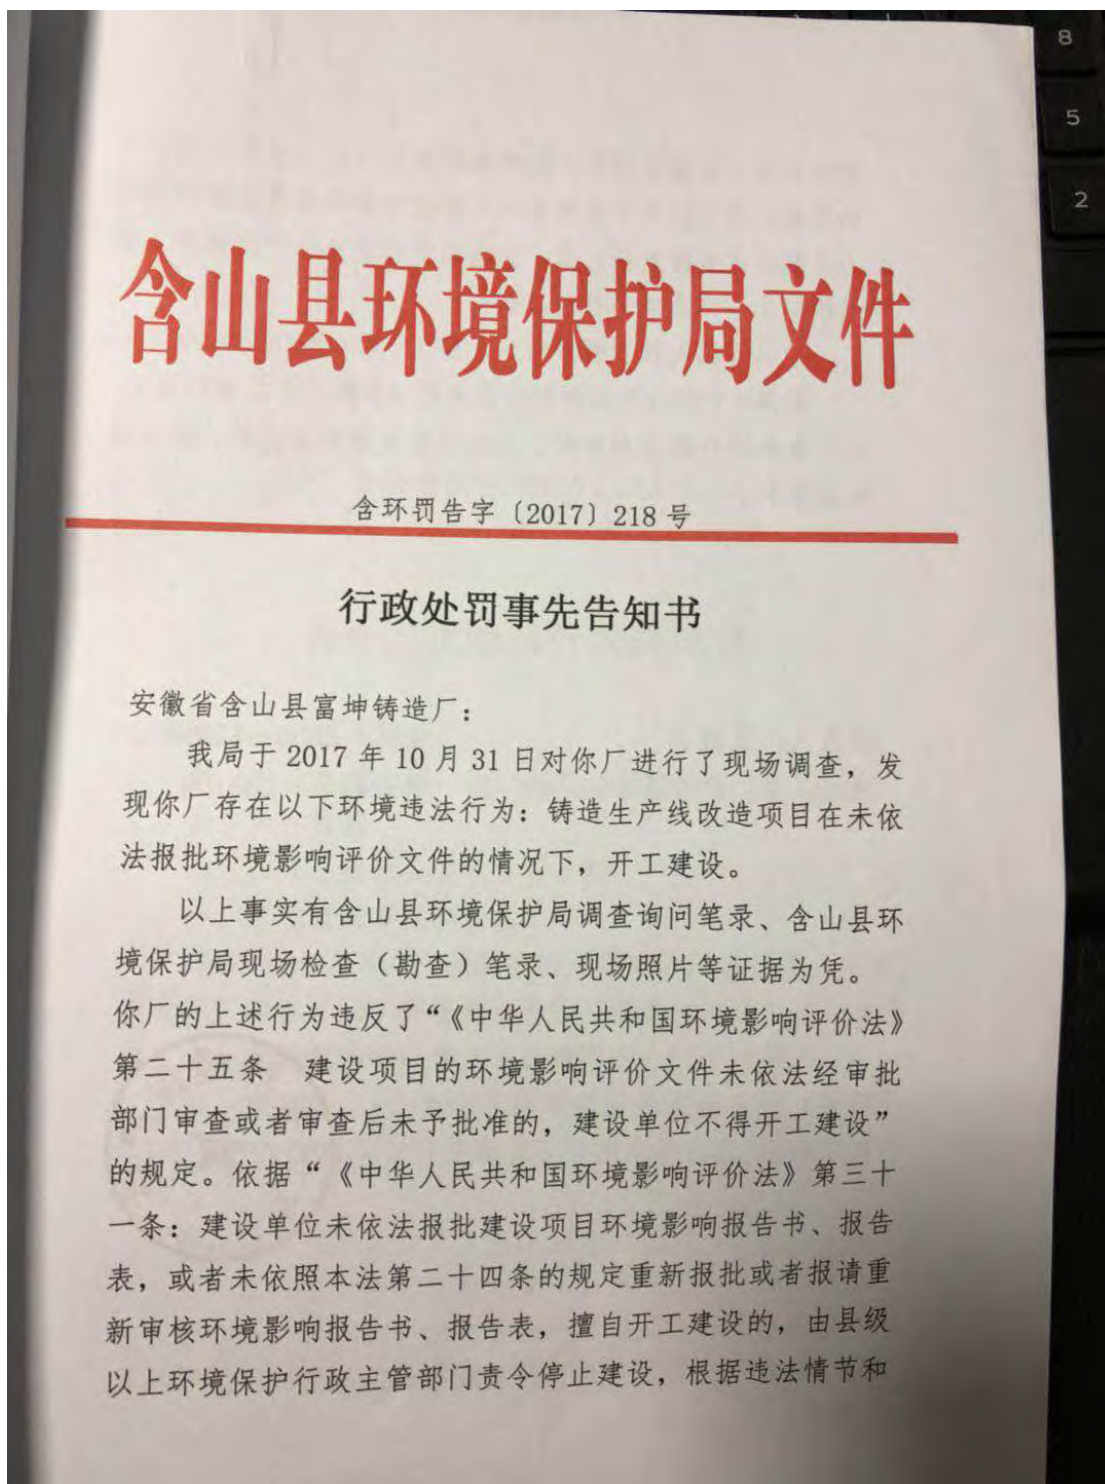 8
5
2
含山县环境保护局文件
含环罚告字〔2017〕218 号
行政处罚事先告知书
安徽省含山县富坤铸造厂：
我局于 2017 年 10 月 31 日对你厂进行了现场调查，发
现你厂存在以下环境违法行为：铸造生产线改造项目在未依
法报批环境影响评价文件的情况下，开工建设。
以上事实有含山县环境保护局调查询问笔录、含山县环
境保护局现场检查（勘查）笔录、现场照片等证据为凭。
你厂的上述行为违反了“《中华人民共和国环境影响评价法》
第二十五条　建设项目的环境影响评价文件未依法经审批
部门审查或者审查后未予批准的，建设单位不得开工建设”
的规定。依据“《中华人民共和国环境影响评价法》第三十
一条：建设单位未依法报批建设项目环境影响报告书、报告
表，或者未依照本法第二十四条的规定重新报批或者报请重
新审核环境影响报告书、报告表，擅自开工建设的，由县级
以上环境保护行政主管部门责令停止建设，根据违法情节和